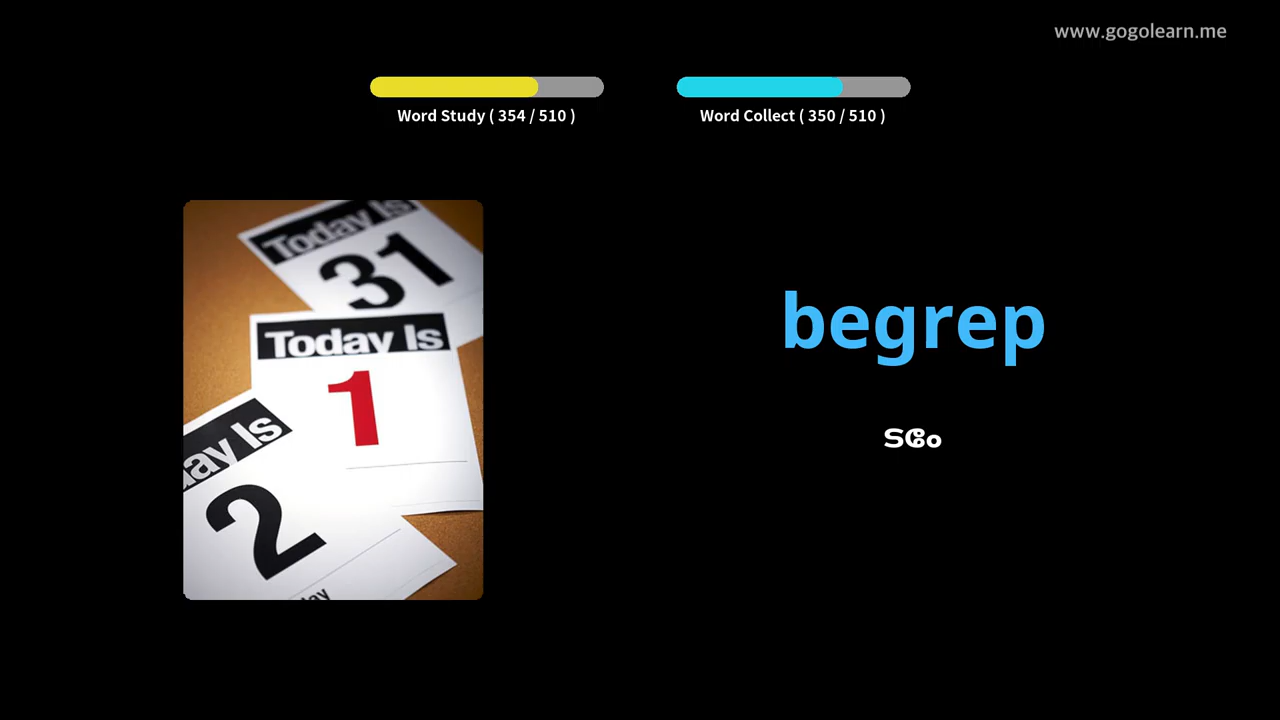 www.gogolearn.me
Word Study ( 354 / 510 )
Word Collect ( 350 / 510 )
Today Is
31
Today Is
1
day Is
2
begrep
ടേം